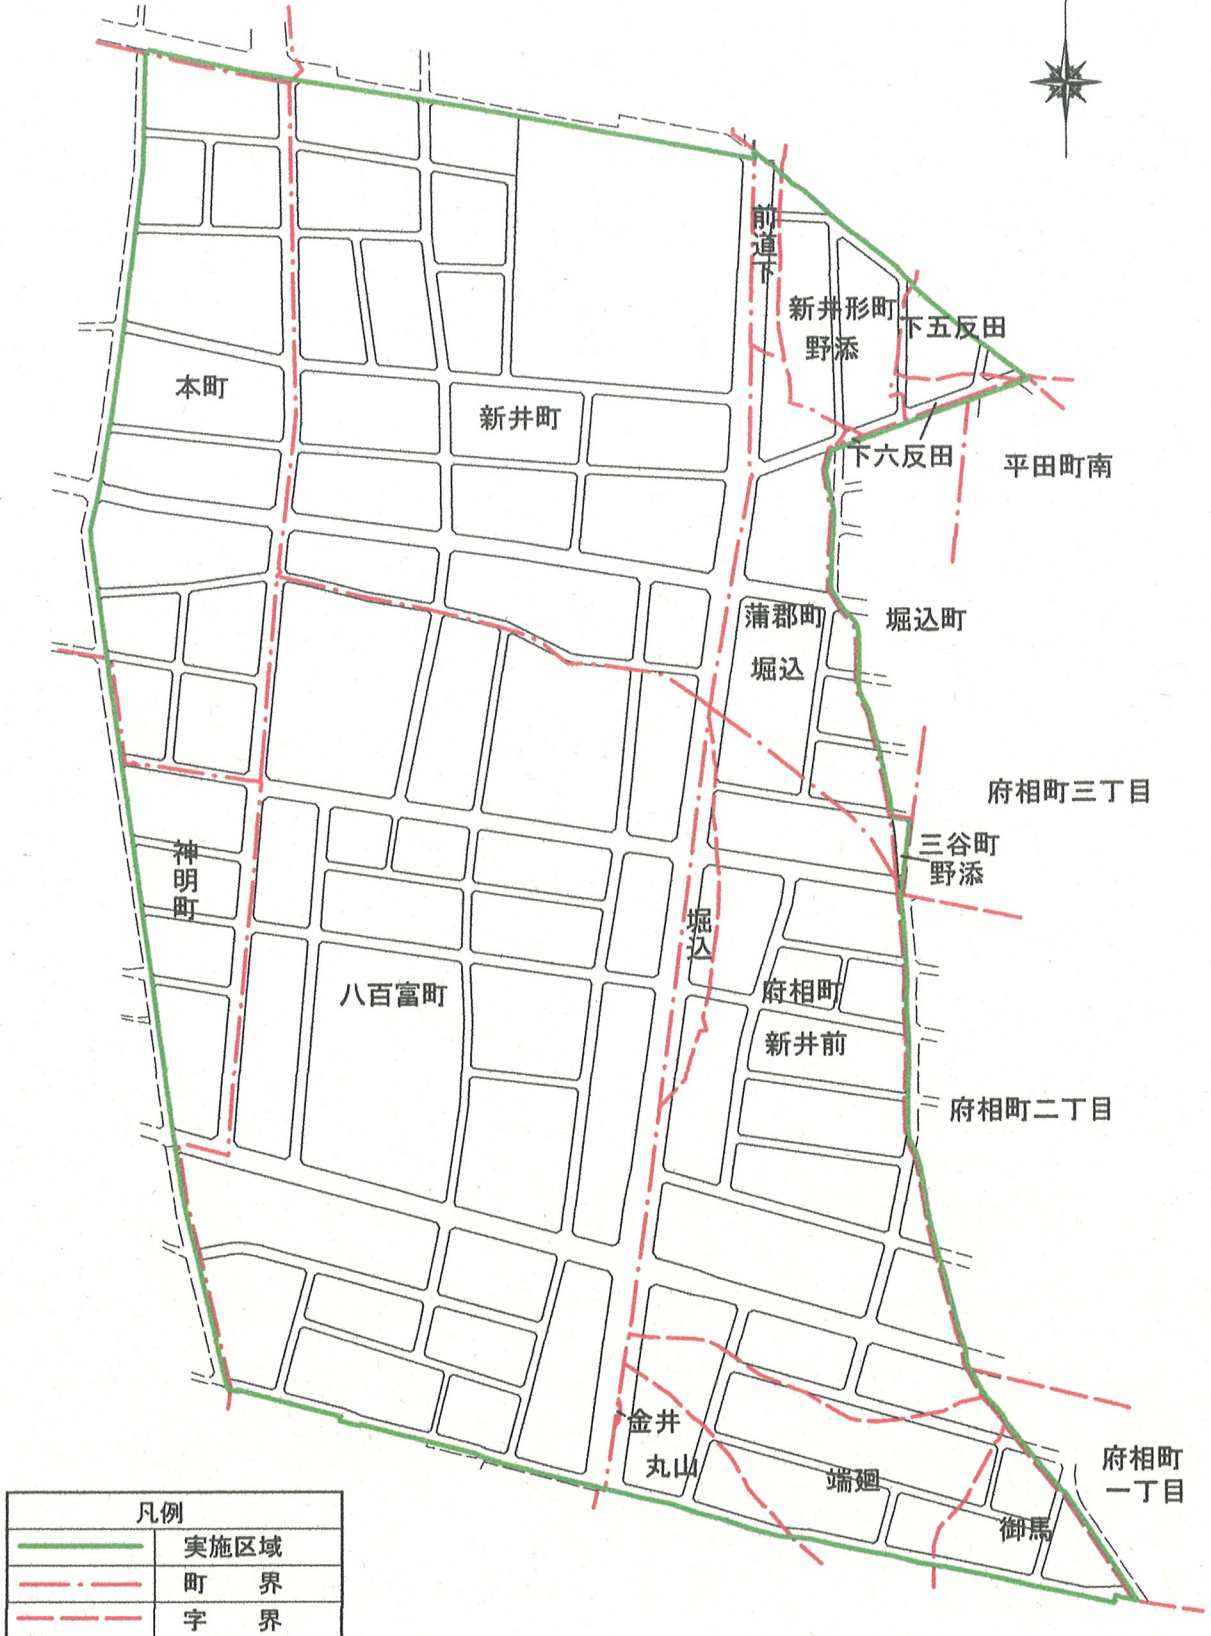 前道下
新井形町
野添
下五反田
本町
新井町
下六反田
平田町南
蒲郡町
堀込
堀込町
府相町三丁目
三谷町
野添
神明町
堀込
八百富町
府相町
新井前
府相町二丁目
金井
丸山
端廻
御馬
府相町
一丁目
凡例
実施区域
町 界
字 界